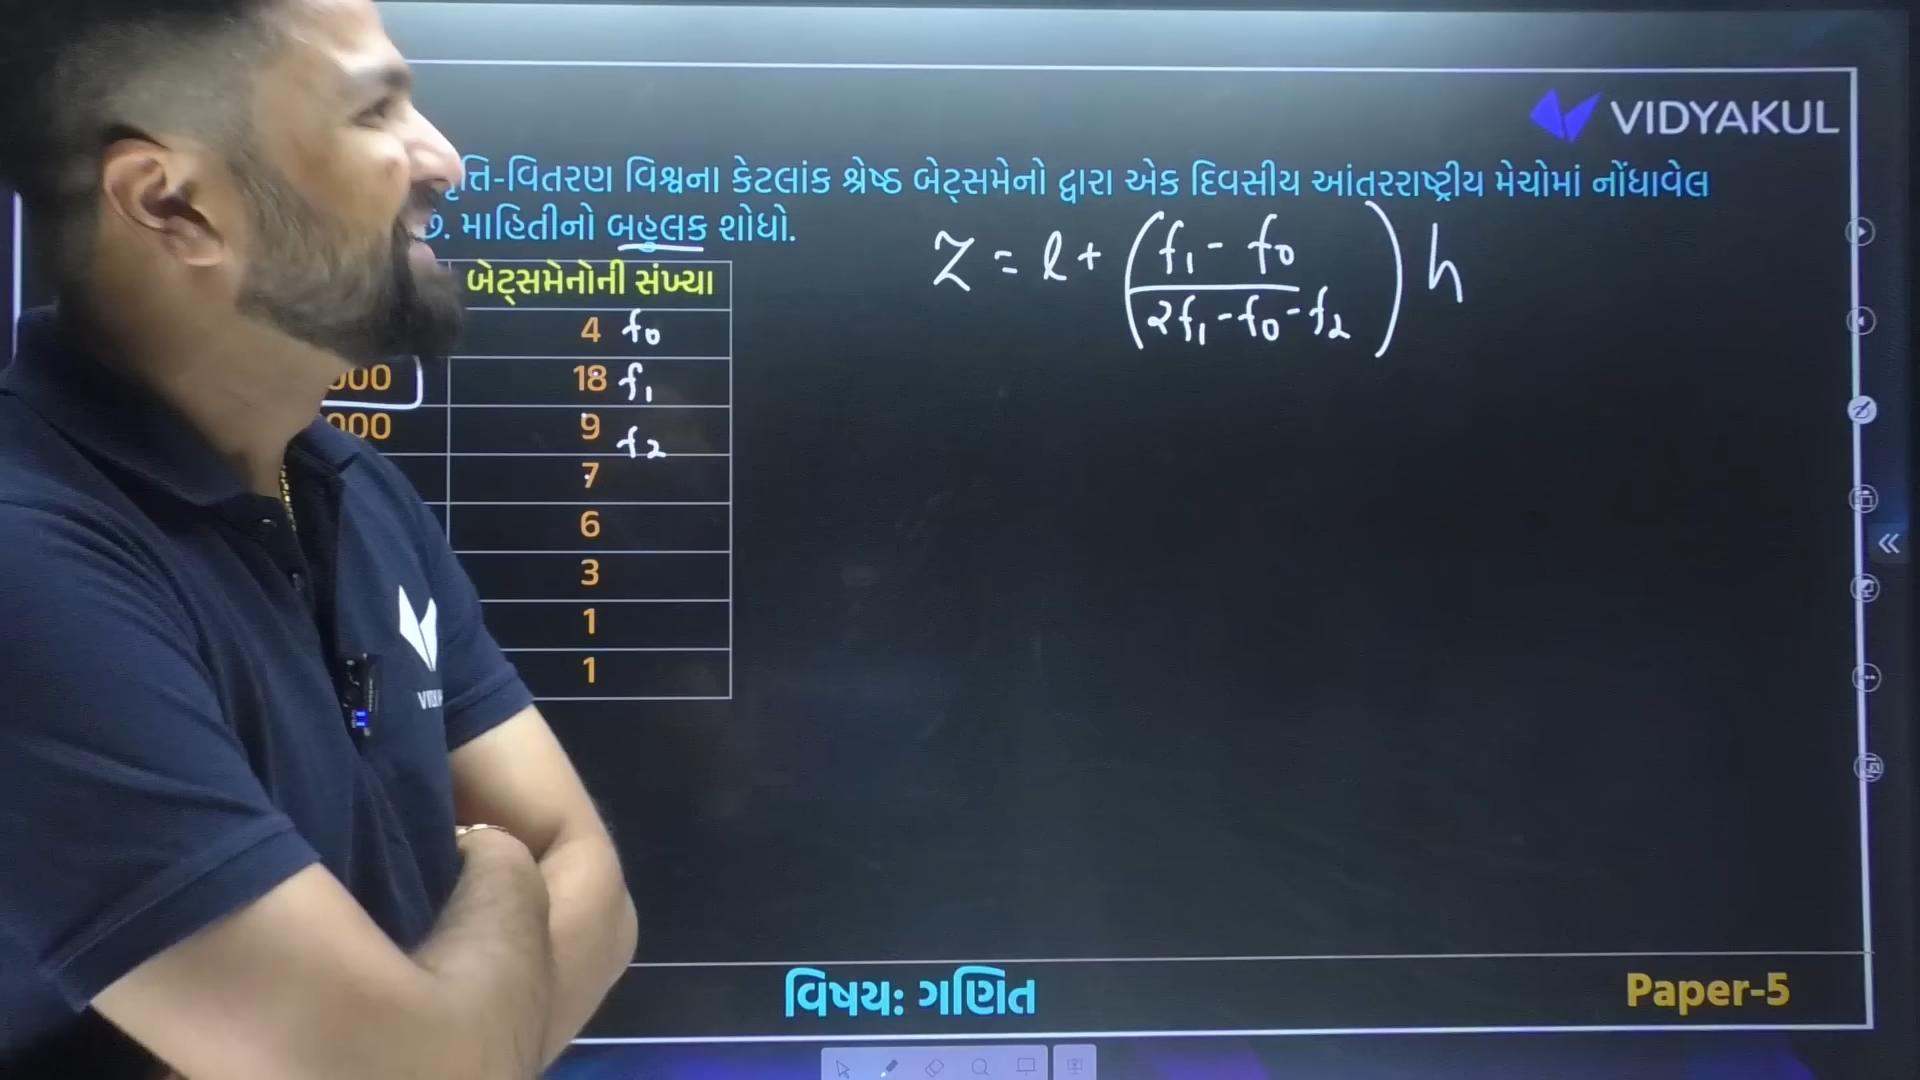 VIDYAKUL
વિતરણ વિશ્વના કેટલાંક શ્રેષ્ઠ બેટ્સમેનો દ્વારા એક દિવસીય આંતરરાષ્ટ્રીય મેચોમાં નોંધાવેલ
છે. માહિતીનો બહુલક શોધો.
Z = l + (f₁ - f₀ / 2f₁ - f₀ - f₂) h
બેટ્સમેનોની સંખ્યા
4 f₀
000 18 f₁
000 9 f₂
7
6
3
1
1
વિષય: ગણિત
Paper-5